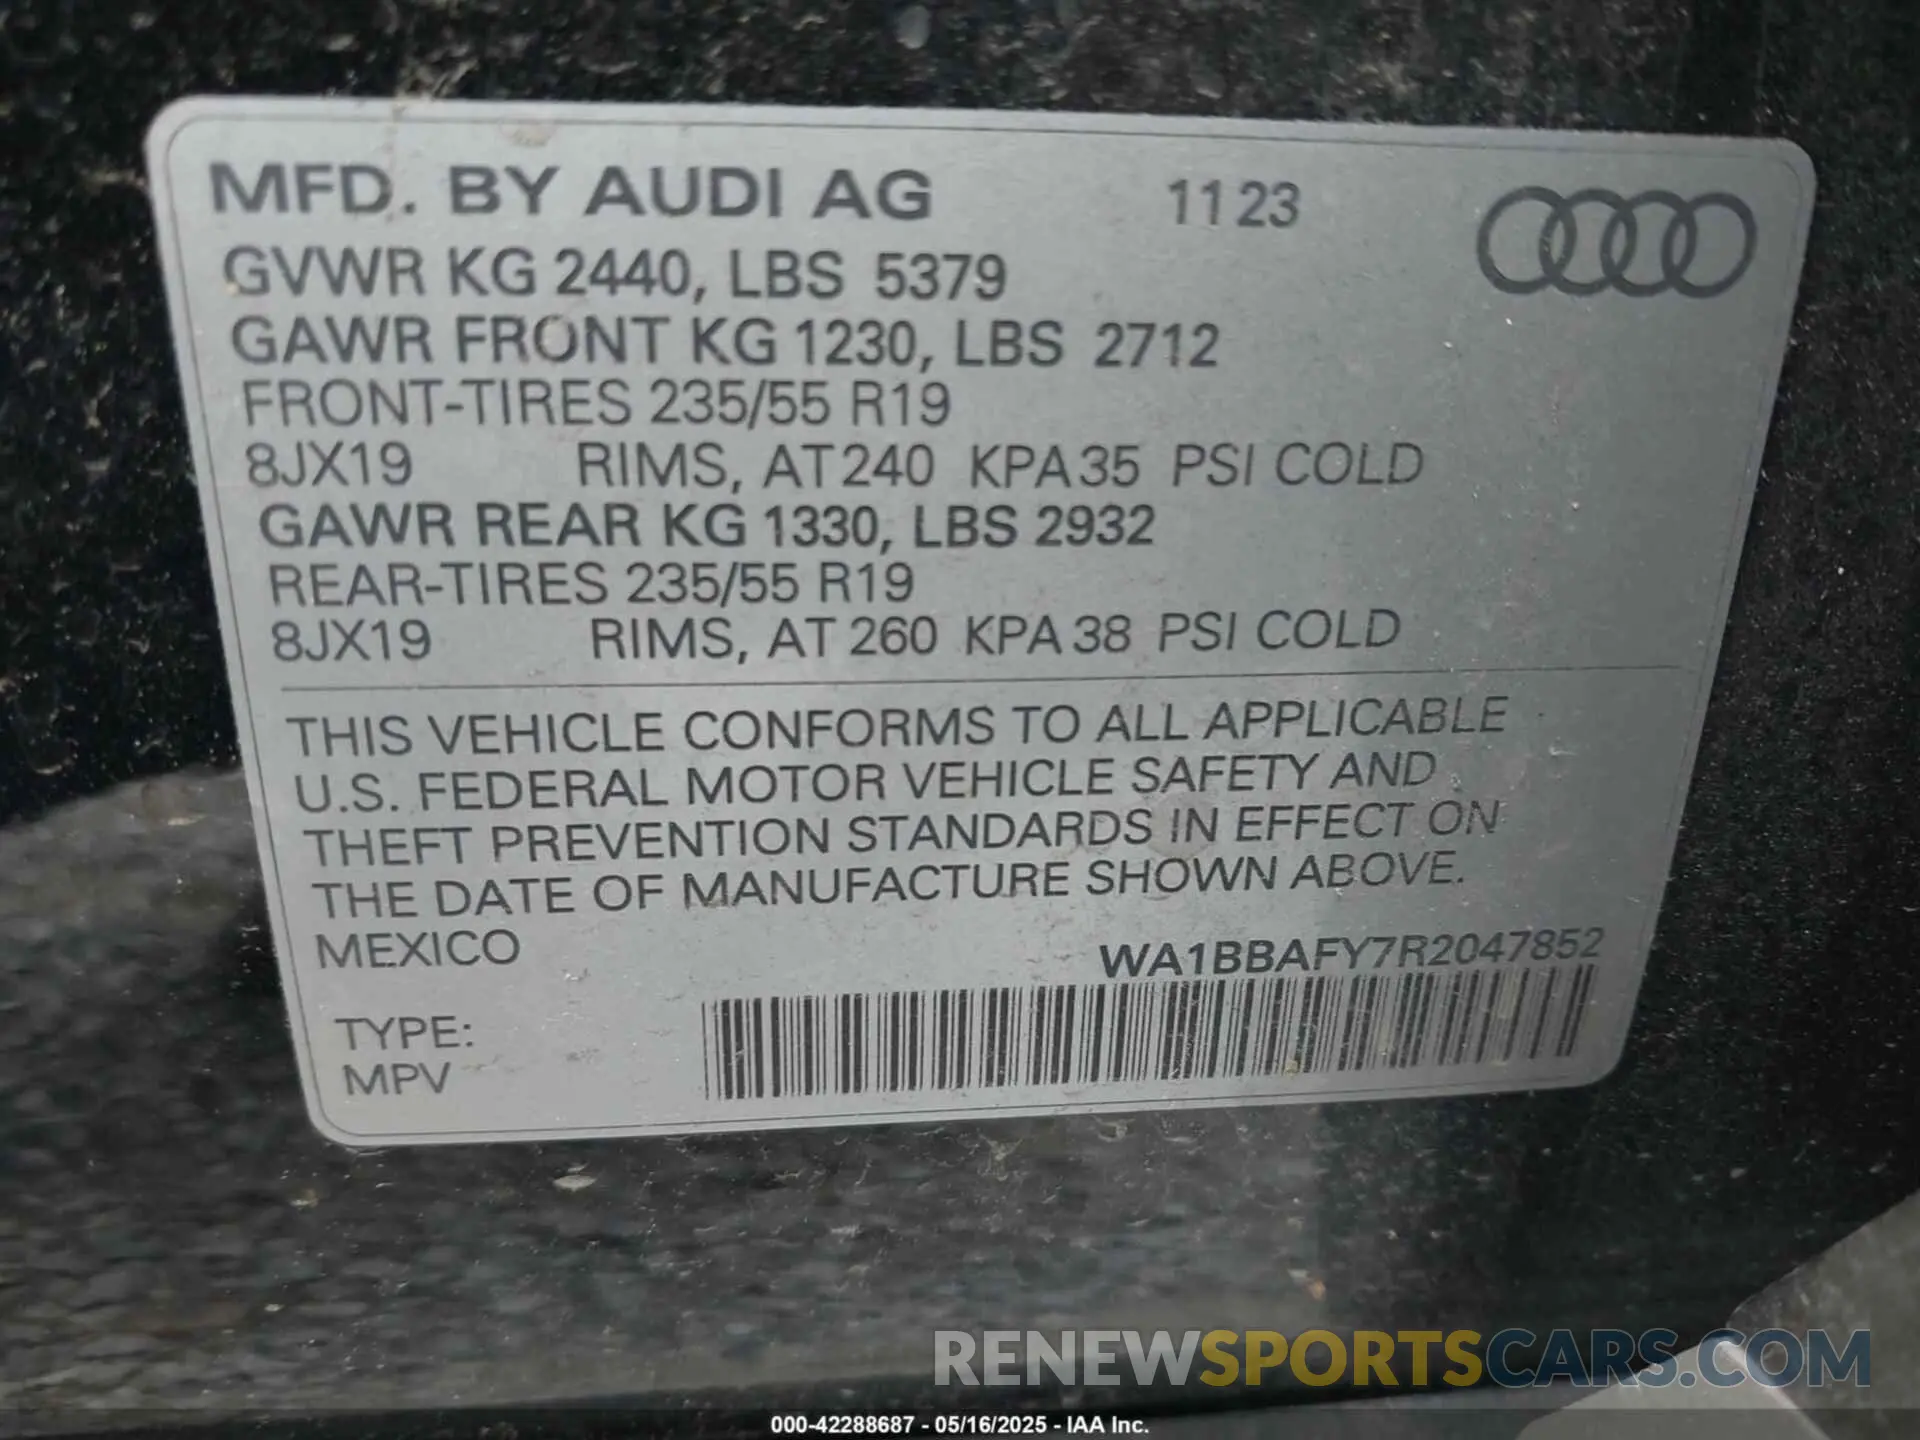 MFD. BY AUDI AG 11 23
GVWR KG 2440, LBS 5379
GAWR FRONT KG 1230, LBS 2712
FRONT-TIRES 235/55 R19
8JX19 RIMS, AT 240 KPA 35 PSI COLD
GAWR REAR KG 1330, LBS 2932
REAR-TIRES 235/55 R19
8JX19 RIMS, AT 260 KPA 38 PSI COLD
THIS VEHICLE CONFORMS TO ALL APPLICABLE
U.S. FEDERAL MOTOR VEHICLE SAFETY AND
THEFT PREVENTION STANDARDS IN EFFECT ON
THE DATE OF MANUFACTURE SHOWN ABOVE.
MEXICO WA1BBAFY7R2047852
TYPE:
MPV
RENEWSPORTSCARS.COM
000-42288687 - 05/16/2025 - IAA Inc.